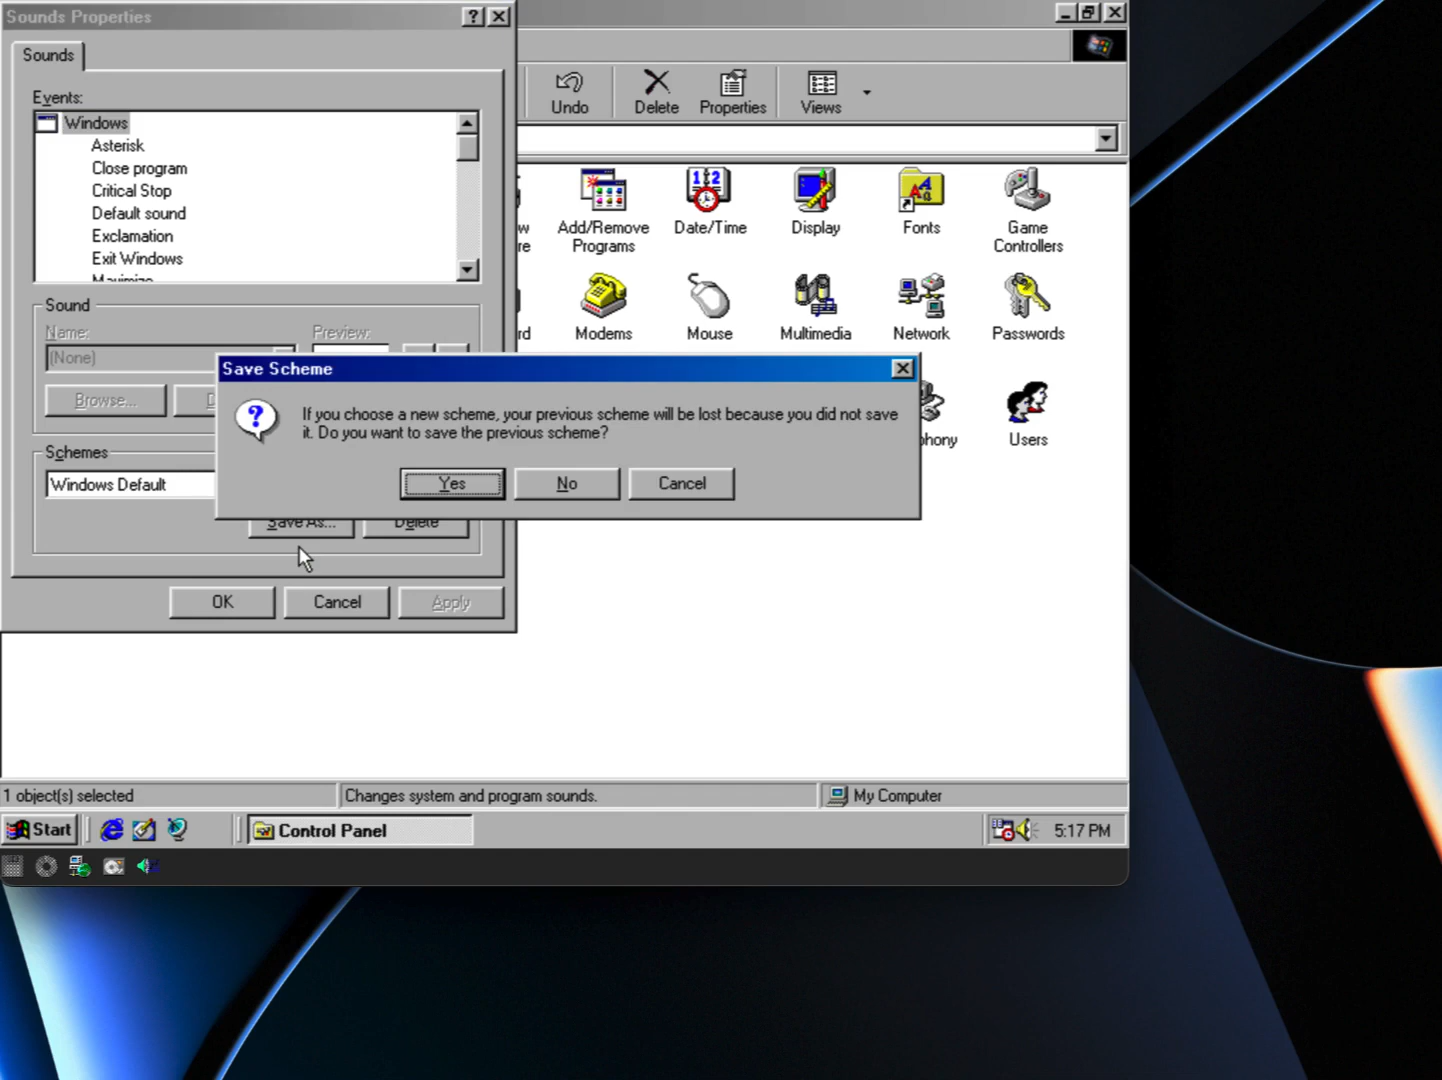 Sounds Properties
Sounds
Events:
Windows
Asterisk
Close program
Critical Stop
Default sound
Exclamation
Exit Windows
Maximize
Sound
Name:
Preview:
(None)
Browse...
Schemes
Windows Default
Save As...
Delete
OK
Cancel
Apply
Save Scheme
If you choose a new scheme, your previous scheme will be lost because you did not save
it. Do you want to save the previous scheme?
Yes
No
Cancel
Undo
Delete
Properties
Views
Add/Remove
Programs
Date/Time
Display
Fonts
Game
Controllers
Modems
Mouse
Multimedia
Network
Passwords
Users
1 object(s) selected
Changes system and program sounds.
My Computer
Start
Control Panel
5:17 PM